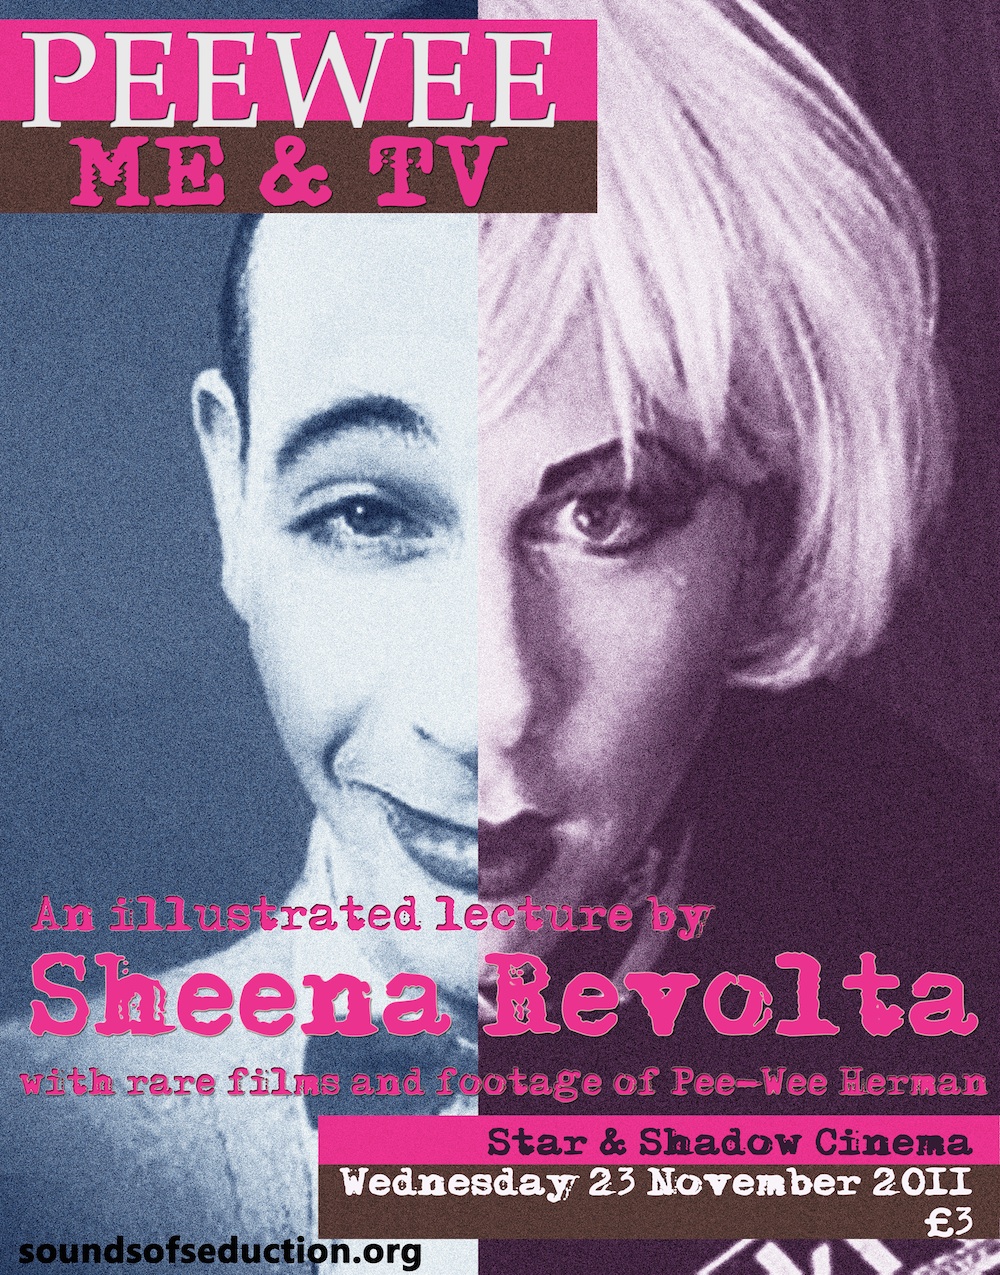 PEEWEE
ME & TV
An illustrated lecture by
Sheena Revolta
with rare films and footage of Pee-Wee Herman
Star & Shadow Cinema
Wednesday 23 November 2011
£3
soundsofseduction.org